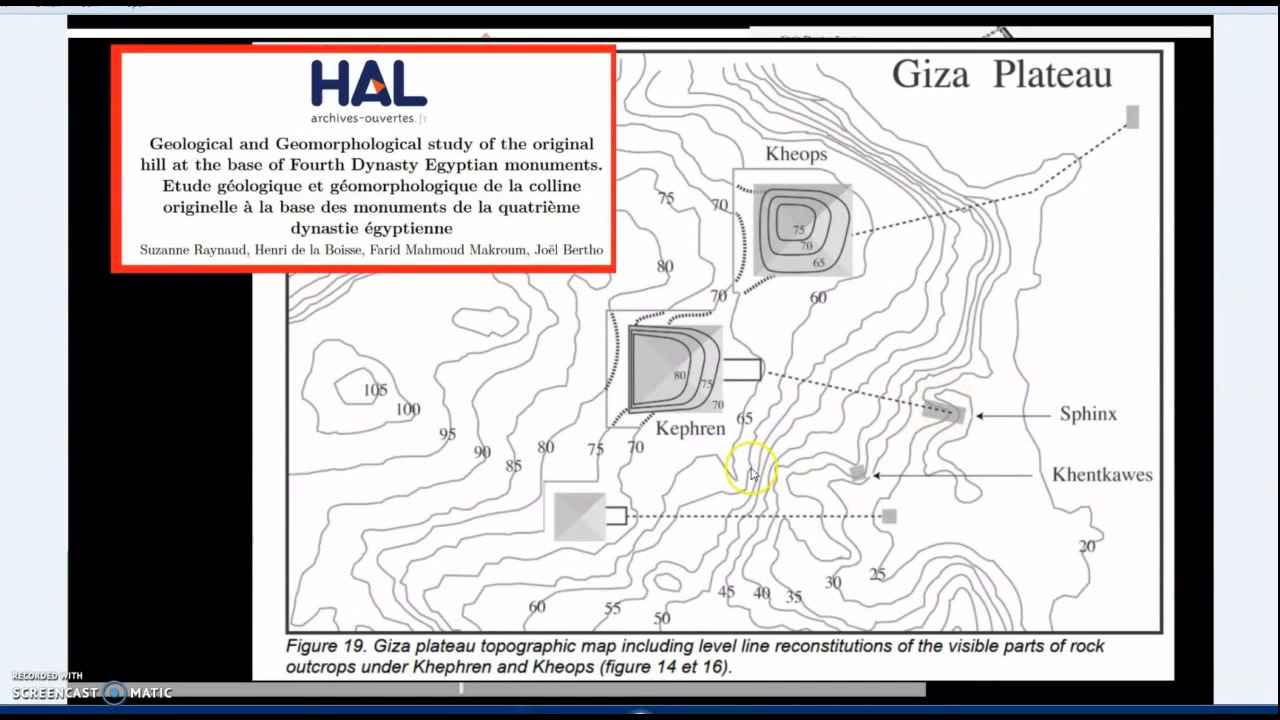 HAL
archives-ouvertes.fr
Geological and Geomorphological study of the original
hill at the base of Fourth Dynasty Egyptian monuments.
Etude géologique et géomorphologique de la colline
originelle à la base des monuments de la quatrième
dynastie égyptienne
Suzanne Raynaud, Henri de la Boisse, Farid Mahmoud Makroum, Joël Bertho
Giza Plateau
Kheops
75
70
75
70
65
80
70
60
80
75
70
105
100
65
Kephren
Sphinx
95
90
85
80
75
70
Khentkawes
20
25
30
45
40
35
60
55
50
Figure 19. Giza plateau topographic map including level line reconstitutions of the visible parts of rock
outcrops under Khephren and Kheops (figure 14 et 16).
RECORDED WITH
SCREENCAST MATIC